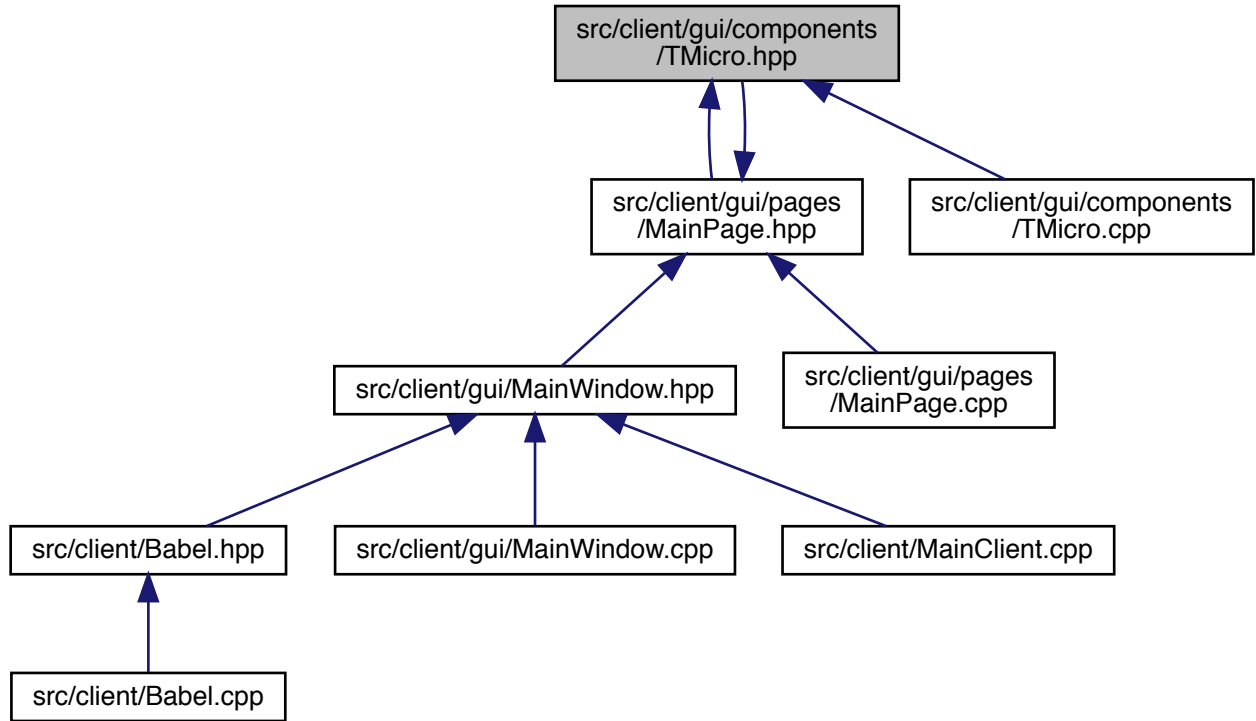 src/client/gui/components
/TMicro.hpp
src/client/gui/pages
/MainPage.hpp
src/client/gui/components
/TMicro.cpp
src/client/gui/MainWindow.hpp
src/client/gui/pages
/MainPage.cpp
src/client/Babel.hpp
src/client/gui/MainWindow.cpp
src/client/MainClient.cpp
src/client/Babel.cpp